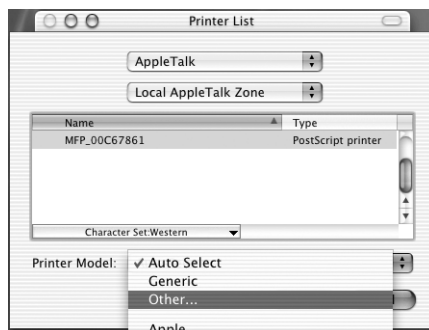 Printer List
AppleTalk
Local AppleTalk Zone
Name Type
MFP_00C67861 PostScript printer
Character Set:Western
Printer Model: ✓ Auto Select
Generic
Other...
Apple